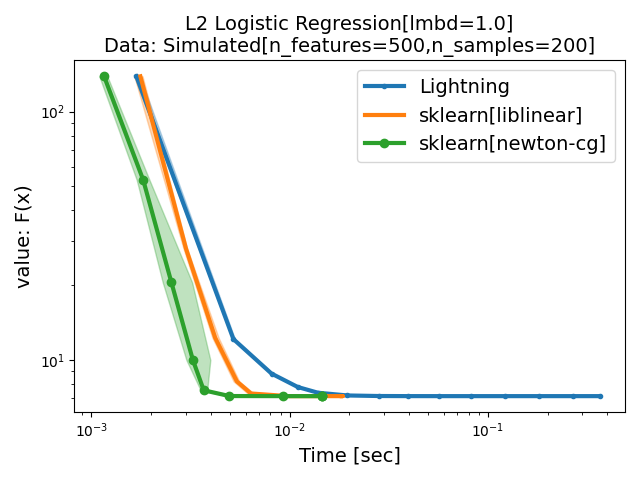 L2 Logistic Regression[lmbd=1.0]
Data: Simulated[n_features=500,n_samples=200]
Lightning
sklearn[liblinear]
sklearn[newton-cg]
value: F(x)
10²
10¹
10⁻³
10⁻²
10⁻¹
Time [sec]